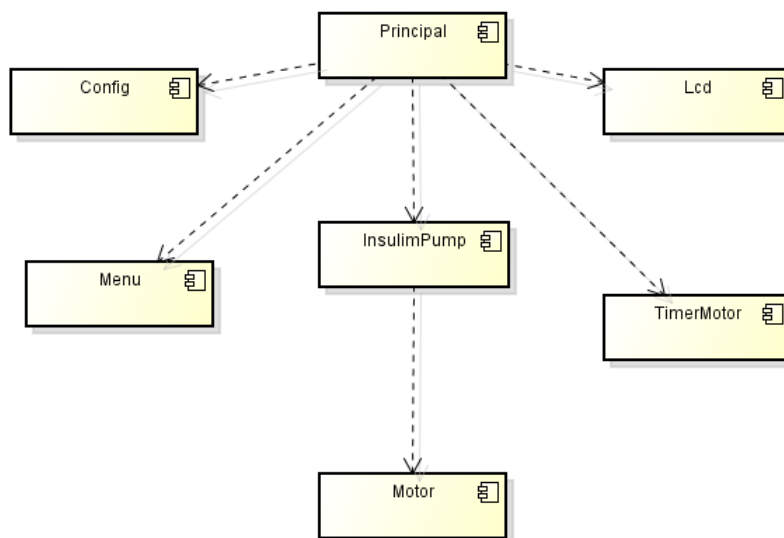 Principal
Config
Lcd
InsulimPump
Menu
TimerMotor
Motor